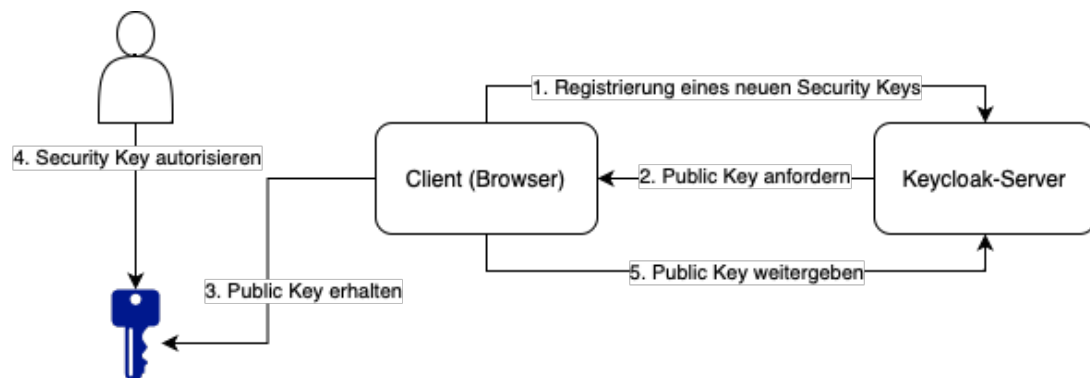 1. Registrierung eines neuen Security Keys
4. Security Key autorisieren
Client (Browser)
2. Public Key anfordern
Keycloak-Server
3. Public Key erhalten
5. Public Key weitergeben